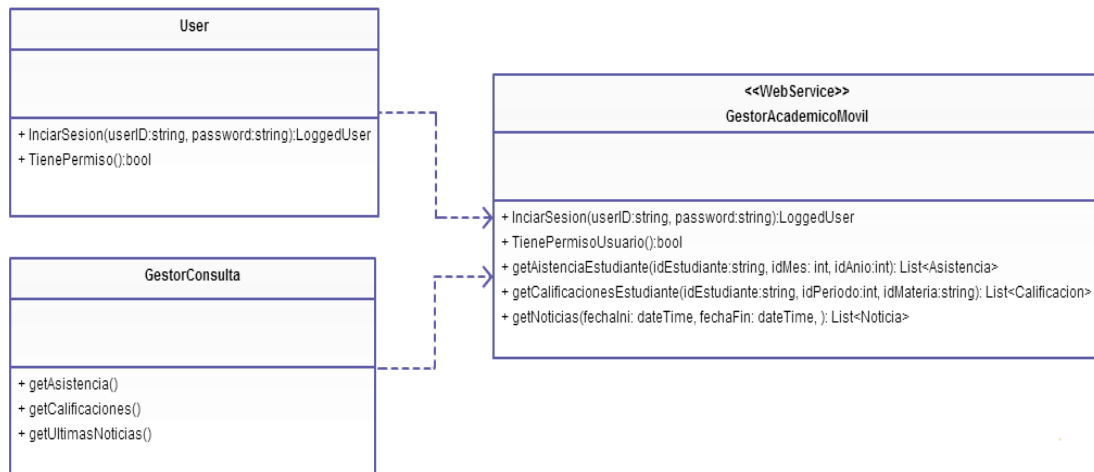 User
+ InciarSesion(userID:string, password:string):LoggedUser
+ TienePermiso():bool
<<WebService>>
GestorAcademicoMovil
+ InciarSesion(userID:string, password:string):LoggedUser
+ TienePermisoUsuario():bool
+ getAistenciaEstudiante(idEstudiante:string, idMes: int, idAnio:int): List<Asistencia>
+ getCalificacionesEstudiante(idEstudiante:string, idPeriodo:int, idMateria:string): List<Calificacion>
+ getNoticias(fechaIni: dateTime, fechaFin: dateTime, ): List<Noticia>
GestorConsulta
+ getAsistencia()
+ getCalificaciones()
+ getUltimasNoticias()